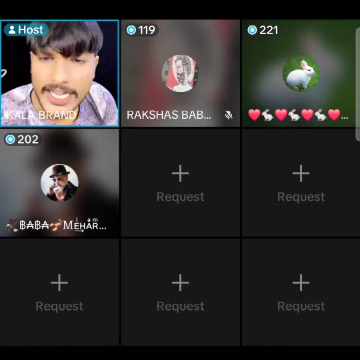 Host
119
221
KALA BRAND
RAKSHAS BAB...
❤️🐇❤️🐇❤️🐇❤️...
202
฿₳฿₳
Request
Request
Request
Request
Request